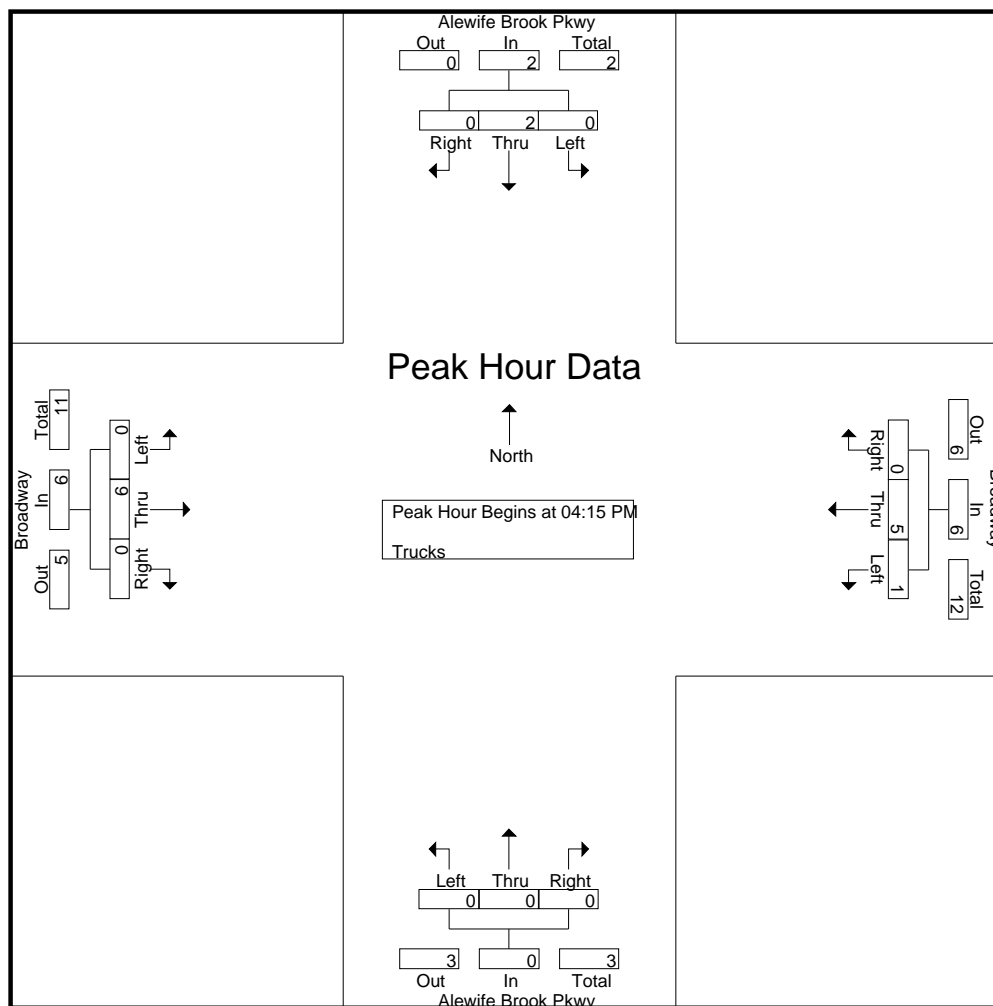 Alewife Brook Pkwy
Out In Total
0 2 2
0 2 0
Right Thru Left
Peak Hour Data
North
Peak Hour Begins at 04:15 PM
Trucks
Broadway
Total In Out
11 6 5
0 6 0
Left Thru Right
Right Thru Left
0 5 1
Out In Total
6 6 12
Broadway
Left Thru Right
0 0 0
3 0 3
Out In Total
Alewife Brook Pkwy